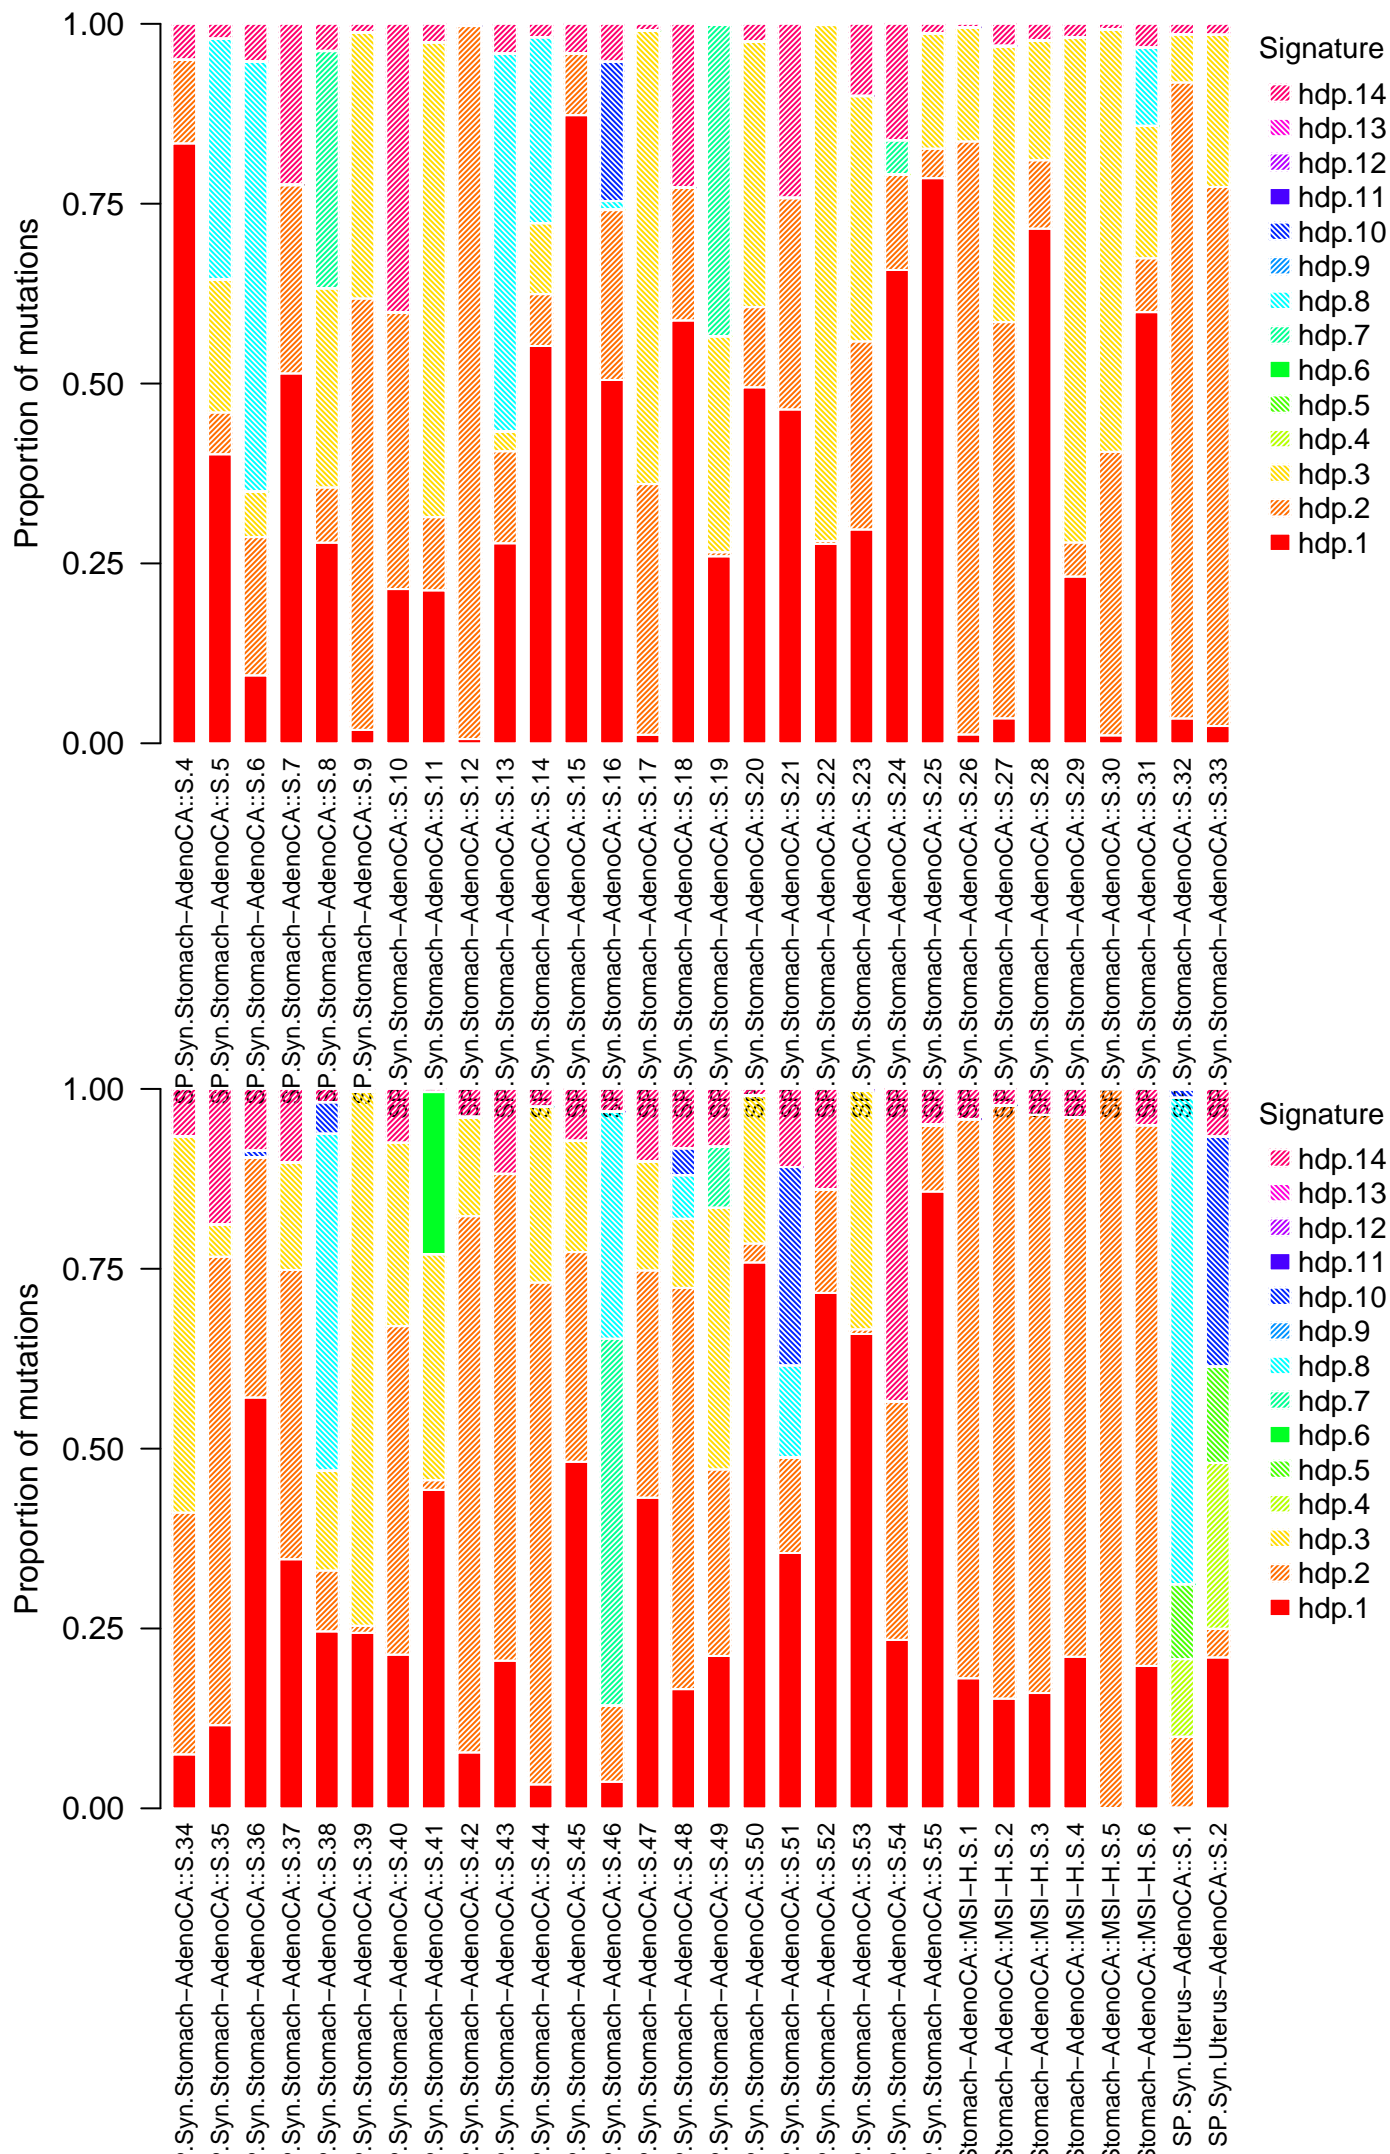 Proportion of mutations
1.00
0.75
0.50
0.25
0.00
Signature
hdp.14
hdp.13
hdp.12
hdp.11
hdp.10
hdp.9
hdp.8
hdp.7
hdp.6
hdp.5
hdp.4
hdp.3
hdp.2
hdp.1
SP.Syn.Stomach−AdenoCA::S.4
SP.Syn.Stomach−AdenoCA::S.5
SP.Syn.Stomach−AdenoCA::S.6
SP.Syn.Stomach−AdenoCA::S.7
SP.Syn.Stomach−AdenoCA::S.8
SP.Syn.Stomach−AdenoCA::S.9
SP.Syn.Stomach−AdenoCA::S.10
SP.Syn.Stomach−AdenoCA::S.11
SP.Syn.Stomach−AdenoCA::S.12
SP.Syn.Stomach−AdenoCA::S.13
SP.Syn.Stomach−AdenoCA::S.14
SP.Syn.Stomach−AdenoCA::S.15
SP.Syn.Stomach−AdenoCA::S.16
SP.Syn.Stomach−AdenoCA::S.17
SP.Syn.Stomach−AdenoCA::S.18
SP.Syn.Stomach−AdenoCA::S.19
SP.Syn.Stomach−AdenoCA::S.20
SP.Syn.Stomach−AdenoCA::S.21
SP.Syn.Stomach−AdenoCA::S.22
SP.Syn.Stomach−AdenoCA::S.23
SP.Syn.Stomach−AdenoCA::S.24
SP.Syn.Stomach−AdenoCA::S.25
SP.Syn.Stomach−AdenoCA::S.26
SP.Syn.Stomach−AdenoCA::S.27
SP.Syn.Stomach−AdenoCA::S.28
SP.Syn.Stomach−AdenoCA::S.29
SP.Syn.Stomach−AdenoCA::S.30
SP.Syn.Stomach−AdenoCA::S.31
SP.Syn.Stomach−AdenoCA::S.32
SP.Syn.Stomach−AdenoCA::S.33
Proportion of mutations
1.00
0.75
0.50
0.25
0.00
Signature
hdp.14
hdp.13
hdp.12
hdp.11
hdp.10
hdp.9
hdp.8
hdp.7
hdp.6
hdp.5
hdp.4
hdp.3
hdp.2
hdp.1
.Syn.Stomach−AdenoCA::S.34
.Syn.Stomach−AdenoCA::S.35
.Syn.Stomach−AdenoCA::S.36
.Syn.Stomach−AdenoCA::S.37
.Syn.Stomach−AdenoCA::S.38
.Syn.Stomach−AdenoCA::S.39
.Syn.Stomach−AdenoCA::S.40
.Syn.Stomach−AdenoCA::S.41
.Syn.Stomach−AdenoCA::S.42
.Syn.Stomach−AdenoCA::S.43
.Syn.Stomach−AdenoCA::S.44
.Syn.Stomach−AdenoCA::S.45
.Syn.Stomach−AdenoCA::S.46
.Syn.Stomach−AdenoCA::S.47
.Syn.Stomach−AdenoCA::S.48
.Syn.Stomach−AdenoCA::S.49
.Syn.Stomach−AdenoCA::S.50
.Syn.Stomach−AdenoCA::S.51
.Syn.Stomach−AdenoCA::S.52
.Syn.Stomach−AdenoCA::S.53
.Syn.Stomach−AdenoCA::S.54
.Syn.Stomach−AdenoCA::S.55
Stomach−AdenoCA::MSI−H.S.1
Stomach−AdenoCA::MSI−H.S.2
Stomach−AdenoCA::MSI−H.S.3
Stomach−AdenoCA::MSI−H.S.4
Stomach−AdenoCA::MSI−H.S.5
Stomach−AdenoCA::MSI−H.S.6
SP.Syn.Uterus−AdenoCA::S.1
SP.Syn.Uterus−AdenoCA::S.2